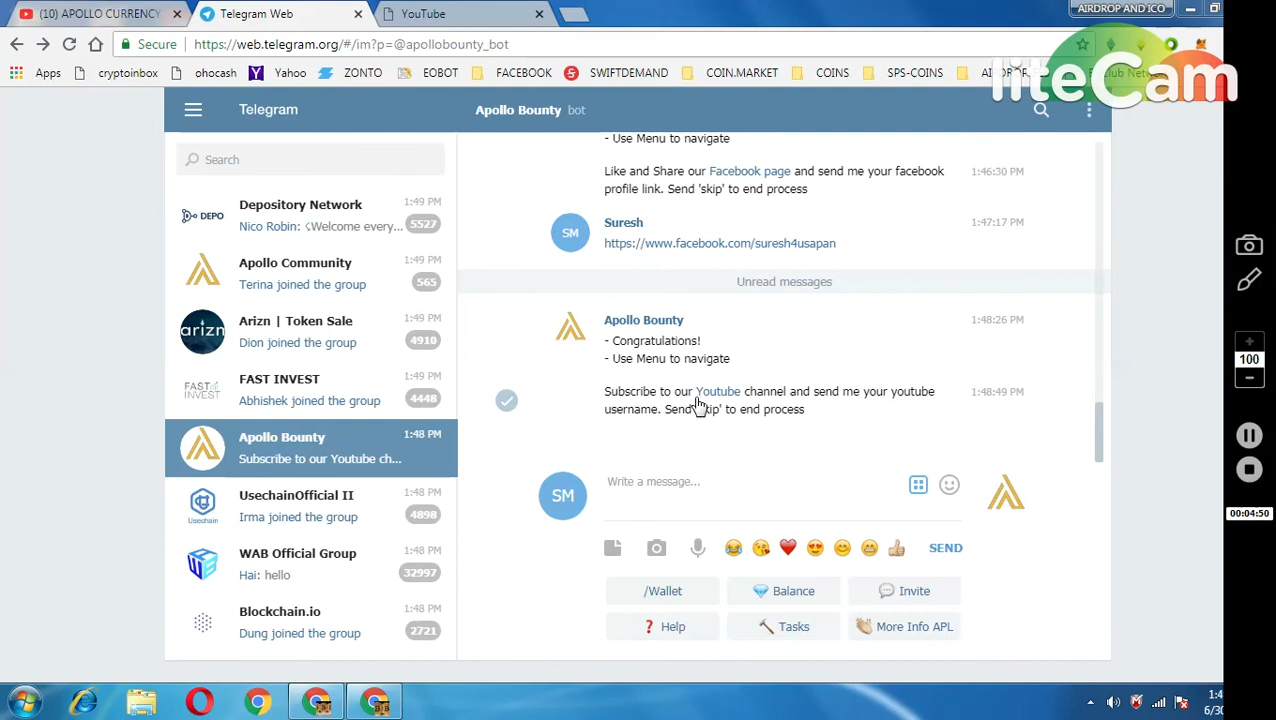 (10) APOLLO CURRENCY
Telegram Web
YouTube
AIRDROP AND ICO
Secure
https://web.telegram.org/#/im?p=@apollobounty_bot
Apps
cryptoinbox
ohocash
Yahoo
ZONTO
EOBOT
FACEBOOK
SWIFTDEMAND
COIN.MARKET
COINS
SPS-COINS
liteCam
Telegram
Apollo Bounty bot
Search
Depository Network
1:49 PM
DEPO
Nico Robin: 《Welcome every...
5527
Apollo Community
1:49 PM
Terina joined the group
565
Arizn | Token Sale
1:49 PM
arizn
Dion joined the group
4910
FAST INVEST
1:49 PM
FAST
INVEST
Abhishek joined the group
4448
Apollo Bounty
1:48 PM
Subscribe to our Youtube ch...
UsechainOfficial II
1:48 PM
Usechain
Irma joined the group
4898
WAB Official Group
1:48 PM
Hai: hello
32997
Blockchain.io
1:48 PM
Dung joined the group
2721
- Use Menu to navigate
Like and Share our Facebook page and send me your facebook
1:46:30 PM
profile link. Send 'skip' to end process
SM
Suresh
1:47:17 PM
https://www.facebook.com/suresh4usapan
Unread messages
Apollo Bounty
1:48:26 PM
- Congratulations!
- Use Menu to navigate
Subscribe to our Youtube channel and send me your youtube
1:48:49 PM
username. Send 'skip' to end process
SM
Write a message...
SEND
/Wallet
Balance
Invite
Help
Tasks
More Info APL
100
00:04:50